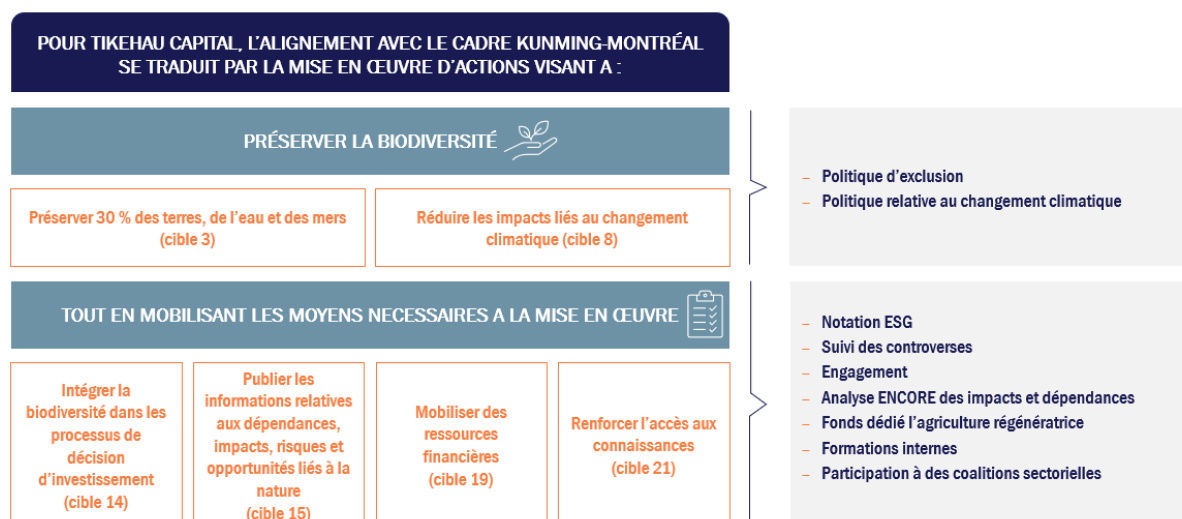 POUR TIKEHAU CAPITAL, L'ALIGNEMENT AVEC LE CADRE KUNMING-MONTRÉAL
SE TRADUIT PAR LA MISE EN ŒUVRE D'ACTIONS VISANT A :
PRÉSERVER LA BIODIVERSITÉ
Préserver 30 % des terres, de l'eau et des mers
(cible 3)
Réduire les impacts liés au changement
climatique (cible 8)
– Politique d'exclusion
– Politique relative au changement climatique
TOUT EN MOBILISANT LES MOYENS NECESSAIRES A LA MISE EN ŒUVRE
Intégrer la
biodiversité dans les
processus de
décision
d'investissement
(cible 14)
Publier les
informations relatives
aux dépendances,
impacts, risques et
opportunités liés à la
nature
(cible 15)
Mobiliser des
ressources
financières
(cible 19)
Renforcer l'accès aux
connaissances
(cible 21)
– Notation ESG
– Suivi des controverses
– Engagement
– Analyse ENCORE des impacts et dépendances
– Fonds dédié l'agriculture régénératrice
– Formations internes
– Participation à des coalitions sectorielles